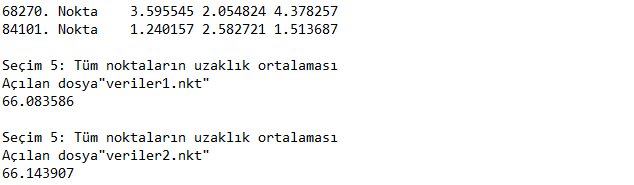 68270. Nokta    3.595545 2.054824 4.378257
84101. Nokta    1.240157 2.582721 1.513687
Seçim 5: Tüm noktaların uzaklık ortalaması
Açılan dosya"veriler1.nkt"
66.083586
Seçim 5: Tüm noktaların uzaklık ortalaması
Açılan dosya"veriler2.nkt"
66.143907